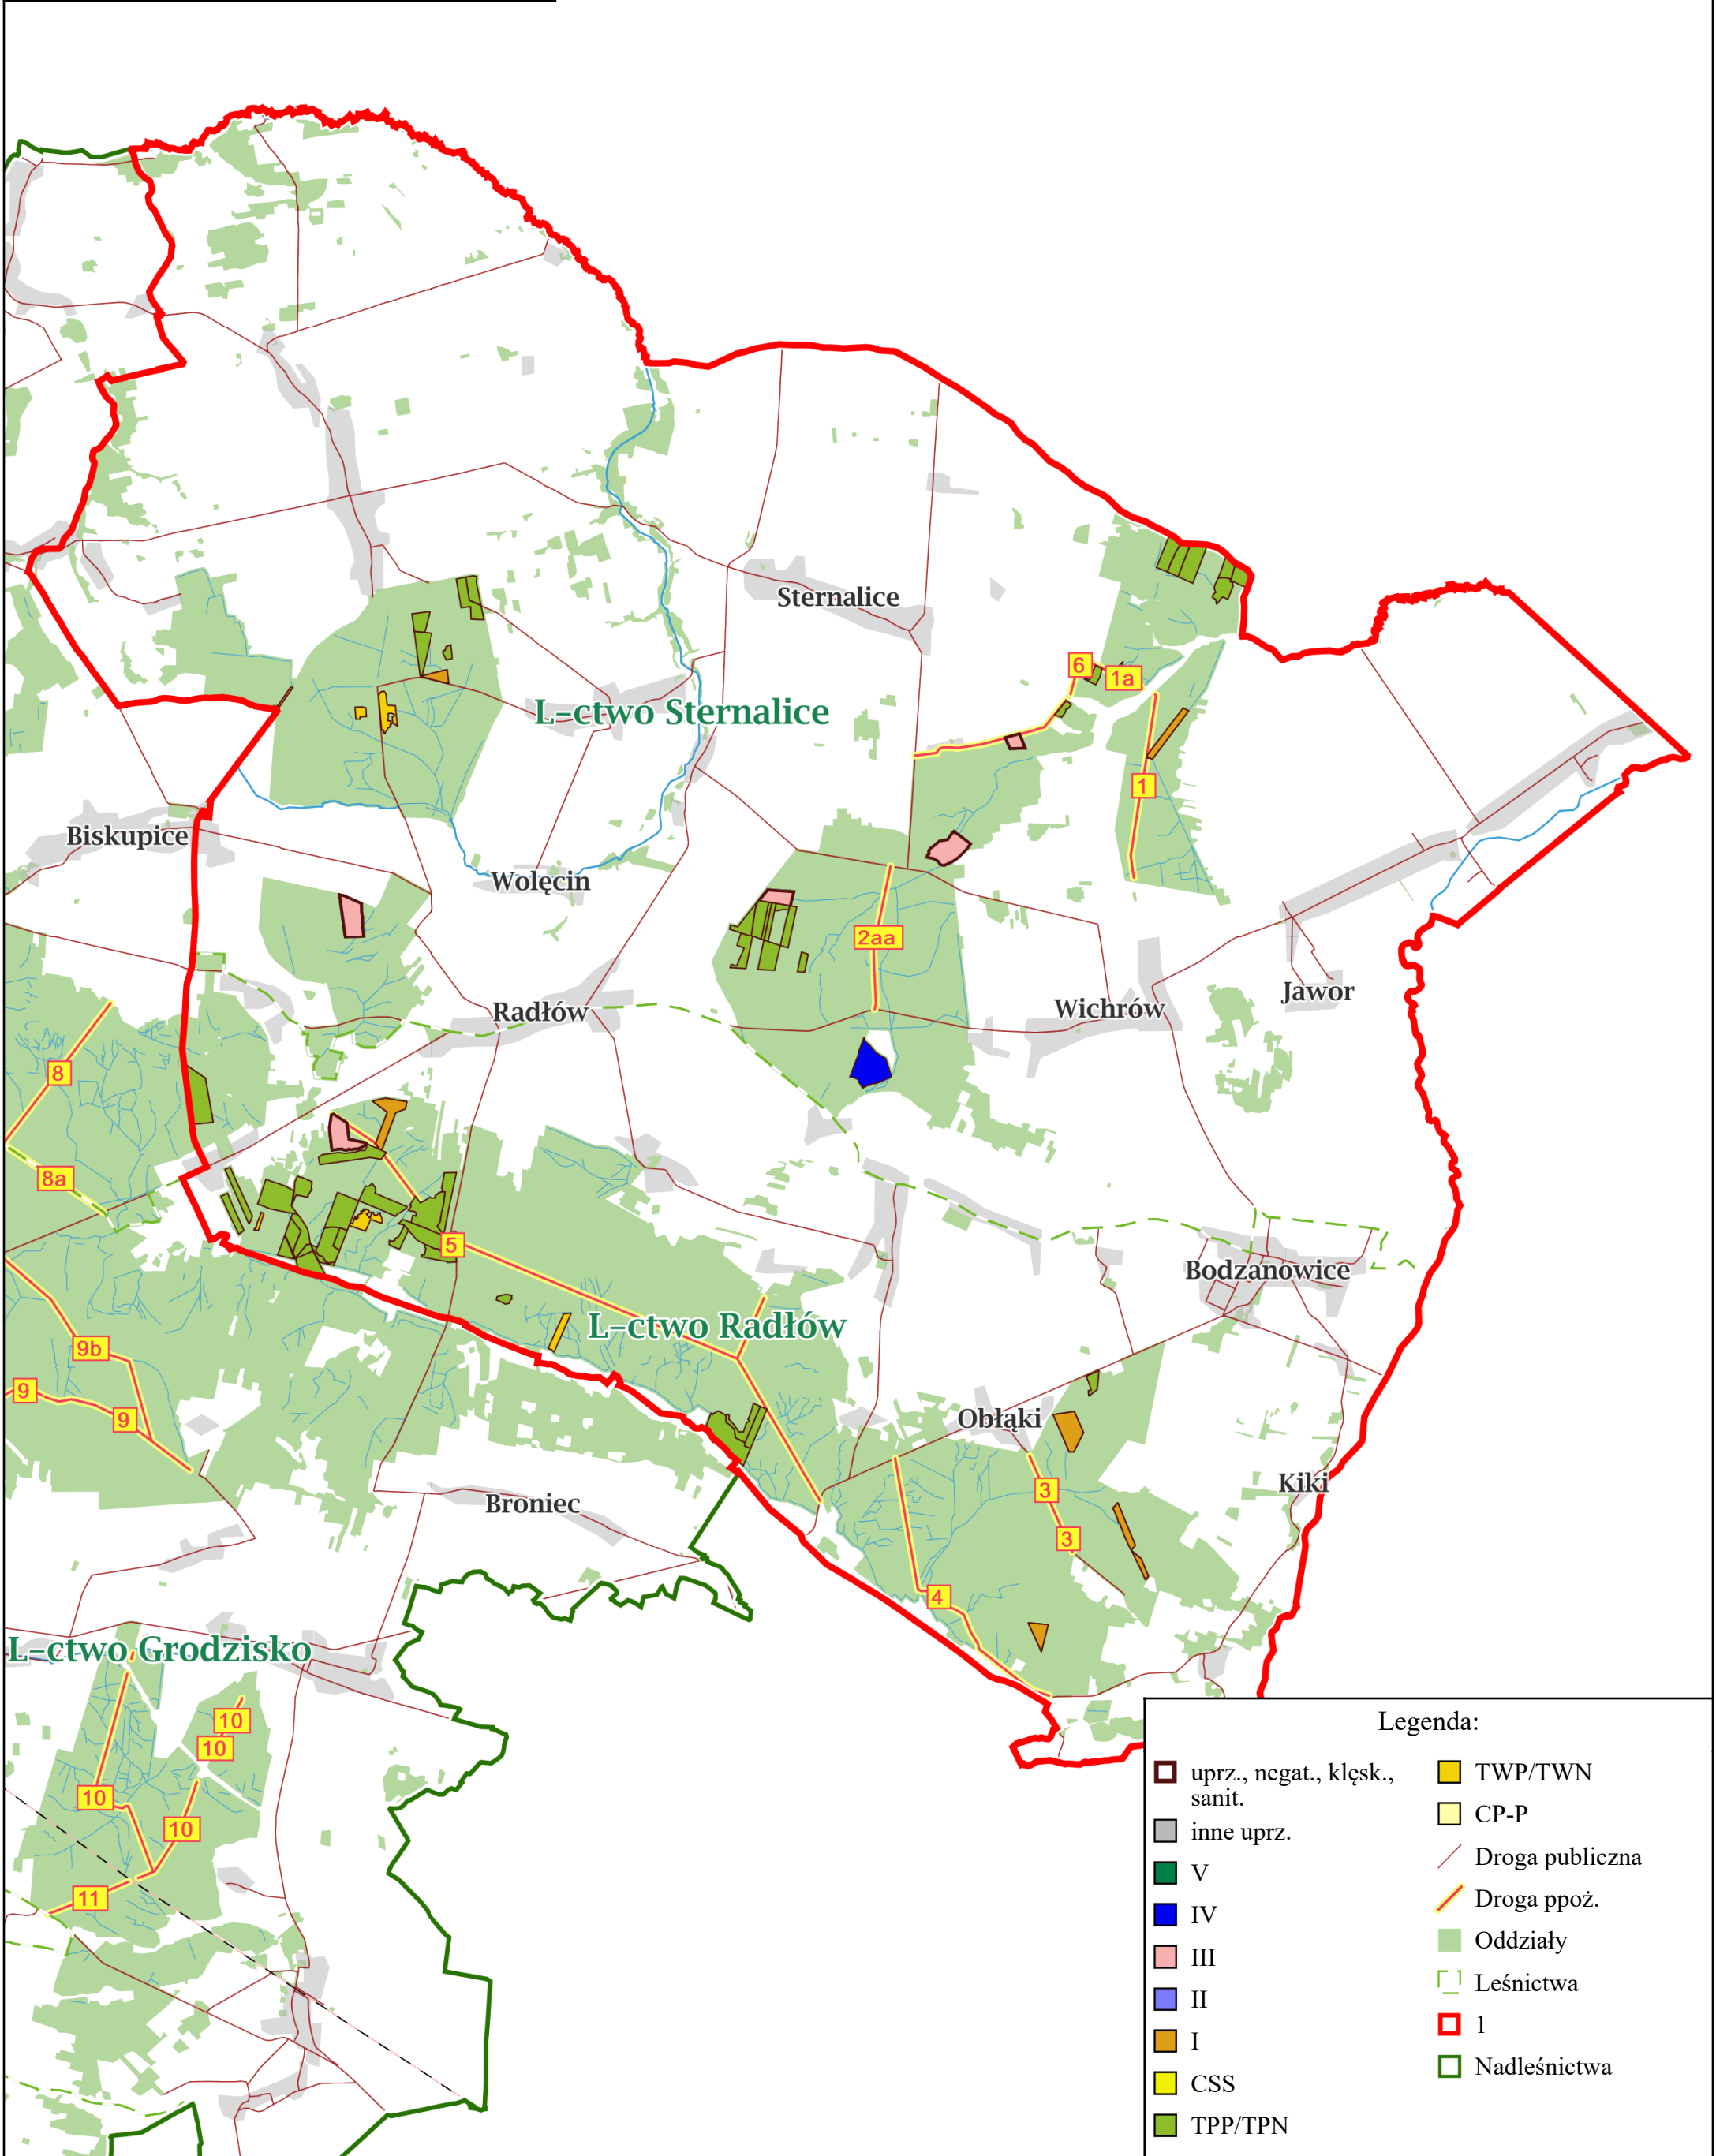 Sternalice
6
1a
L-ctwo Sternalice
1
Biskupice
Wolęcin
2aa
Jawor
Wichrów
Radłów
8
8a
5
Bodzanowice
L-ctwo Radłów
9b
9
9
Obłąki
Kiki
3
Broniec
3
4
L-ctwo Grodzisko
10
10
10
10
11
Legenda:
uprz., negat., klęsk.,
sanit.
inne uprz.
V
IV
III
II
I
CSS
TPP/TPN
TWP/TWN
CP-P
Droga publiczna
Droga ppoż.
Oddziały
Leśnictwa
1
Nadleśnictwa